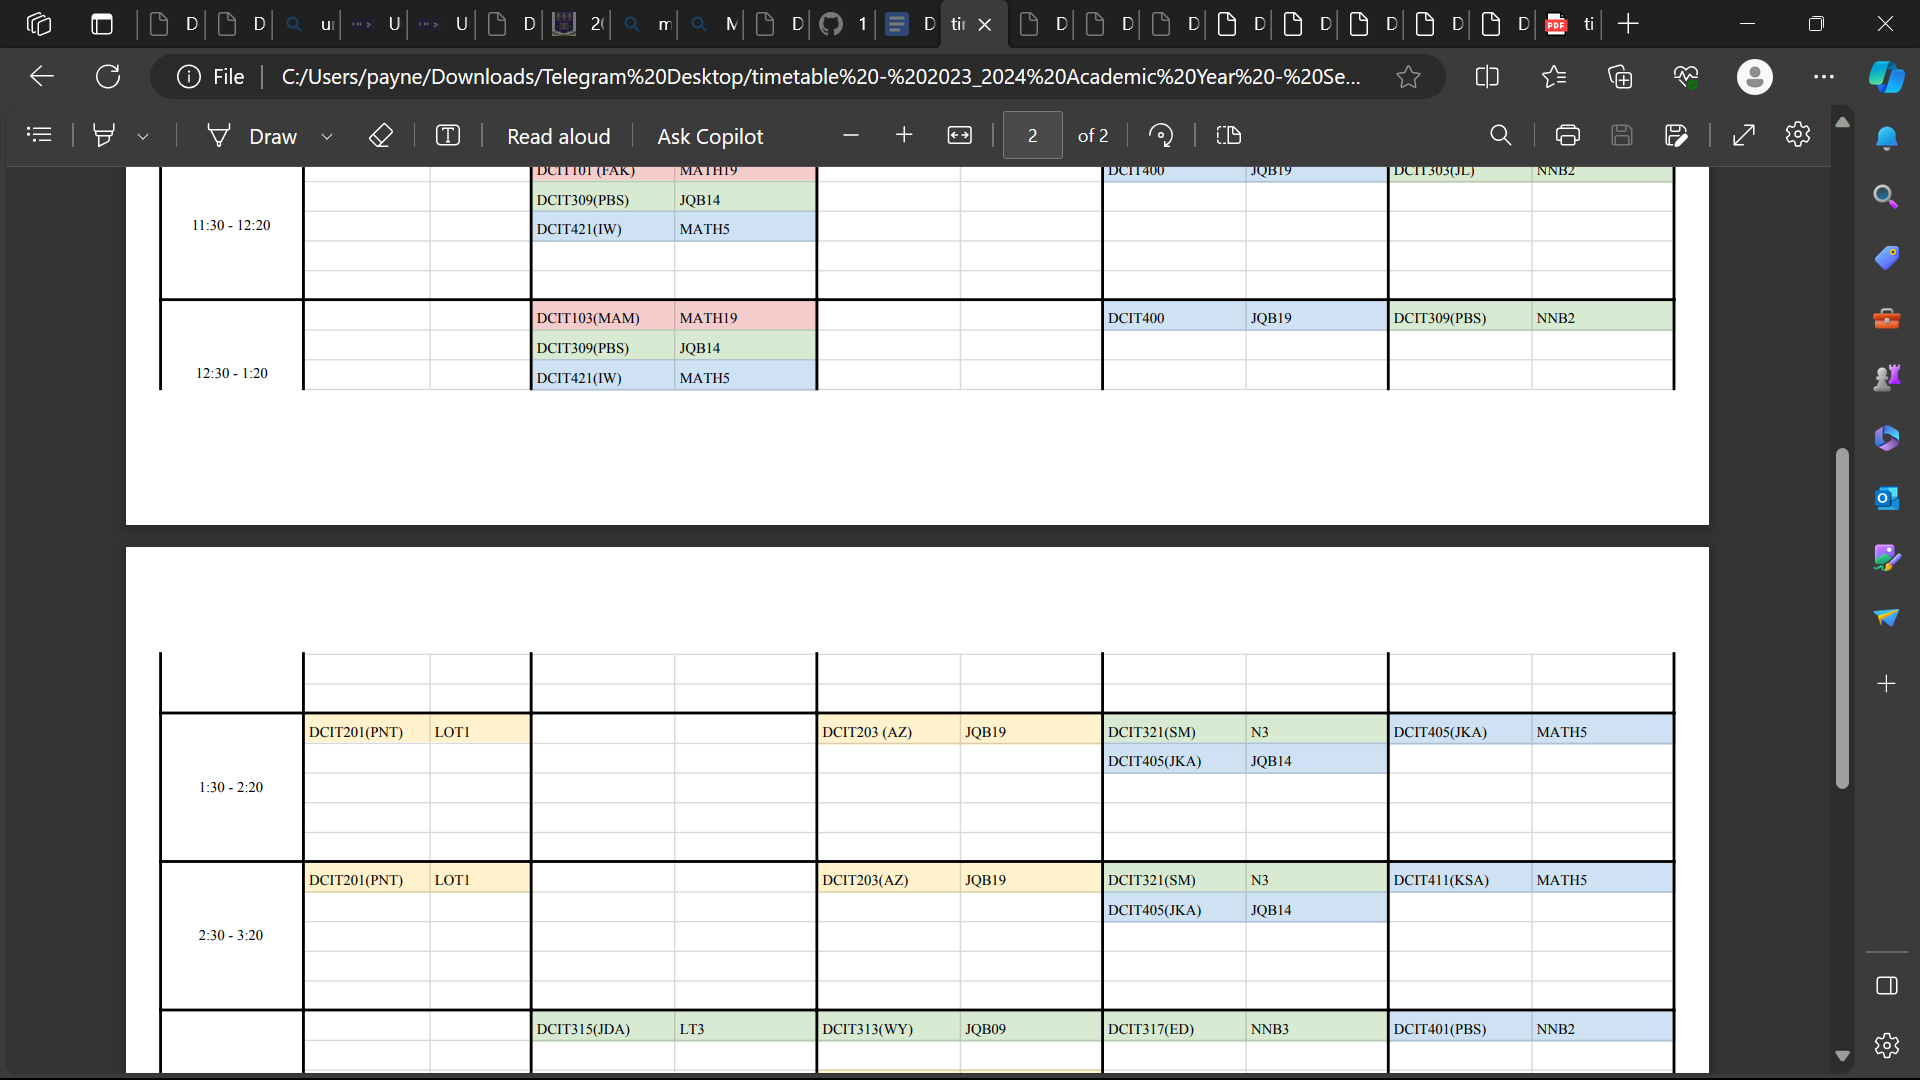 D
D
ui
U
U
D
20
m
M
D
1
D
tir
D
D
D
D
D
D
D
D
ti
File
C:/Users/payne/Downloads/Telegram%20Desktop/timetable%20-%202023_2024%20Academic%20Year%20-%20Se...
Draw
Read aloud
Ask Copilot
2
of 2
DCIT101 (FAK) MATH19 DCIT400 JQB19 DCIT303(JL) NNB2
DCIT309(PBS) JQB14
11:30 - 12:20
DCIT421(IW) MATH5
DCIT103(MAM) MATH19 DCIT400 JQB19 DCIT309(PBS) NNB2
DCIT309(PBS) JQB14
12:30 - 1:20
DCIT421(IW) MATH5
DCIT201(PNT) LOT1 DCIT203 (AZ) JQB19 DCIT321(SM) N3 DCIT405(JKA) MATH5
DCIT405(JKA) JQB14
1:30 - 2:20
DCIT201(PNT) LOT1 DCIT203(AZ) JQB19 DCIT321(SM) N3 DCIT411(KSA) MATH5
DCIT405(JKA) JQB14
2:30 - 3:20
DCIT315(JDA) LT3 DCIT313(WY) JQB09 DCIT317(ED) NNB3 DCIT401(PBS) NNB2